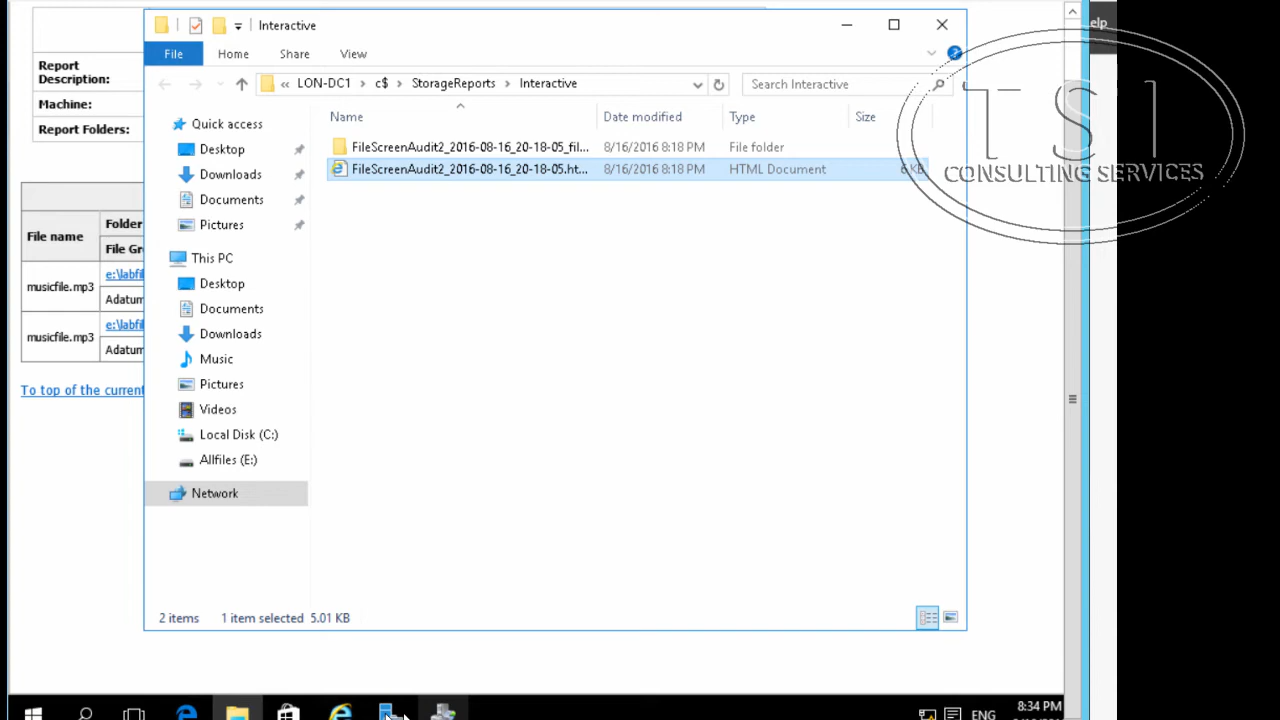 Interactive
elp
File Home Share View
LON-DC1 c$ StorageReports Interactive Search Interactive
TSI
CONSULTING SERVICES
Name Date modified Type Size
FileScreenAudit2_2016-08-16_20-18-05_fil... 8/16/2016 8:18 PM File folder
FileScreenAudit2_2016-08-16_20-18-05.ht... 8/16/2016 8:18 PM HTML Document 6 KB
Quick access
Desktop
Downloads
Documents
Pictures
This PC
Desktop
Documents
Downloads
Music
Pictures
Videos
Local Disk (C:)
Allfiles (E:)
Network
2 items 1 item selected 5.01 KB
Report
Description:
Machine:
Report Folders:
File name
Folder
File Gr
musicfile.mp3
e:\labfil
Adatum
musicfile.mp3
e:\labfil
Adatum
To top of the current
ENG
8:34 PM